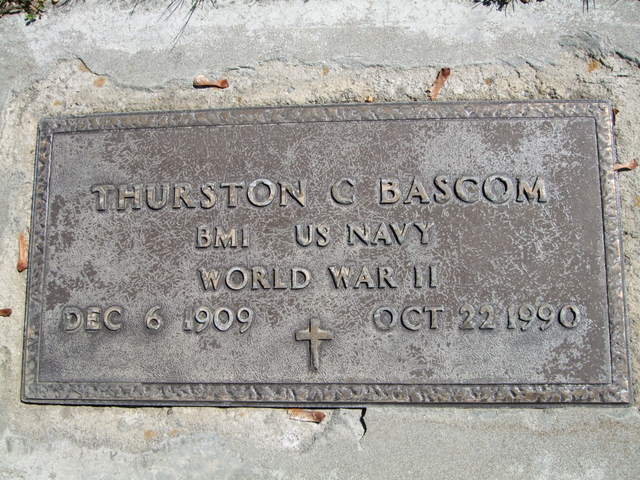 THURSTON C BASCOM
BM1 US NAVY
WORLD WAR II
DEC 6 1909 OCT 22 1990